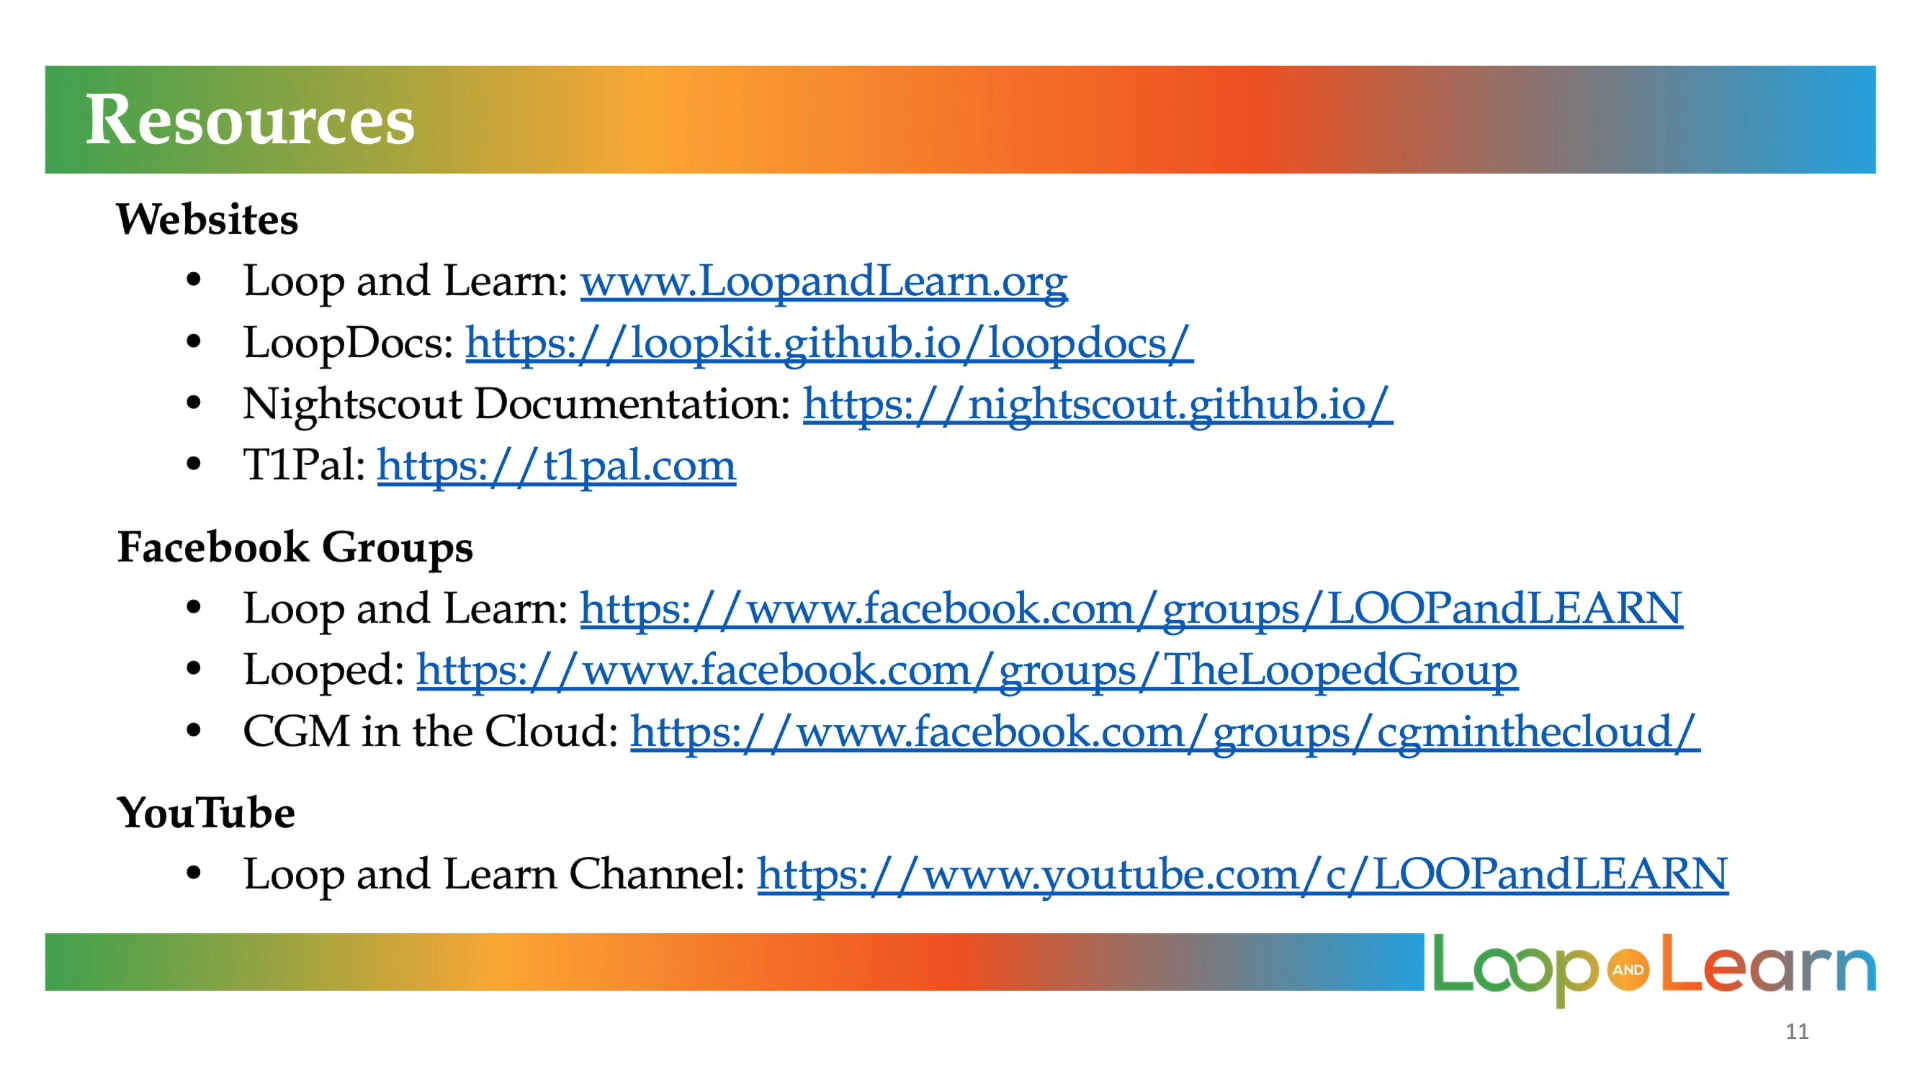 Resources
Websites
• Loop and Learn: www.LoopandLearn.org
• LoopDocs: https://loopkit.github.io/loopdocs/
• Nightscout Documentation: https://nightscout.github.io/
• T1Pal: https://t1pal.com
Facebook Groups
• Loop and Learn: https://www.facebook.com/groups/LOOPandLEARN
• Looped: https://www.facebook.com/groups/TheLoopedGroup
• CGM in the Cloud: https://www.facebook.com/groups/cgminthecloud/
YouTube
• Loop and Learn Channel: https://www.youtube.com/c/LOOPandLEARN
Loop AND Learn
11